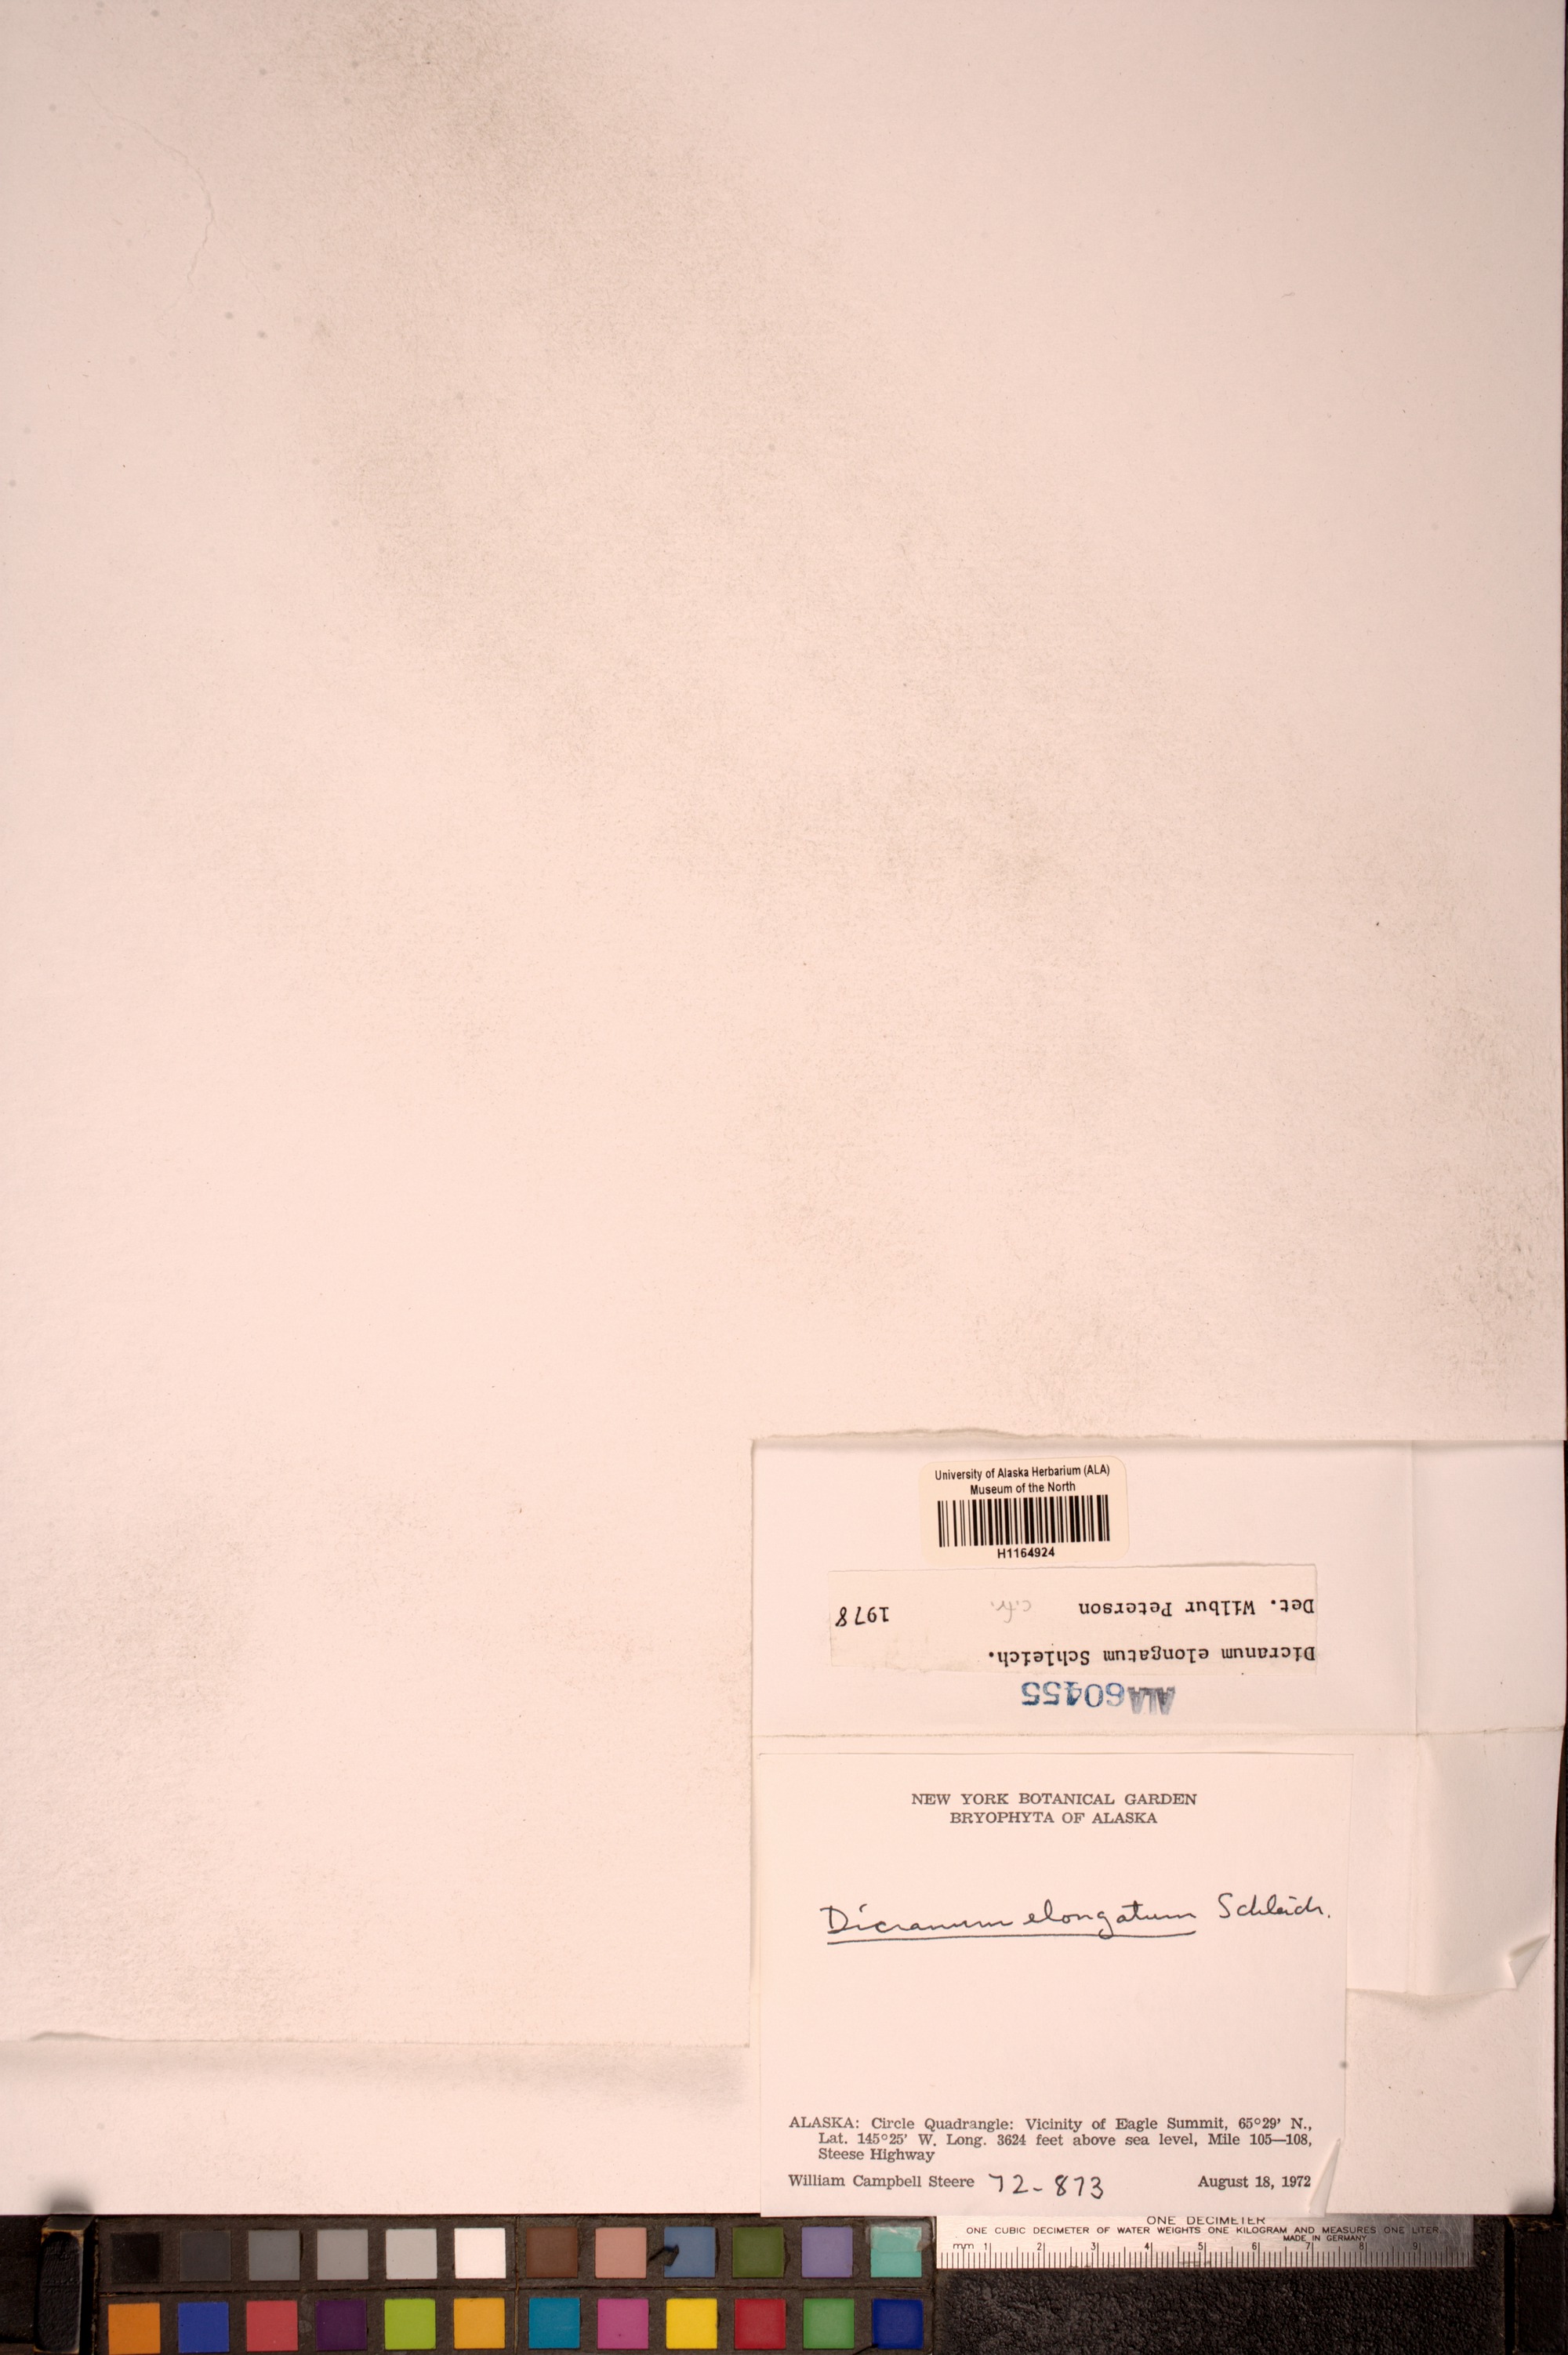 University of Alaska Herbarium (ALA)
Museum of the North
H1164924
Dicranum elongatum Schleich.
Det. Wilbur Peterson c.fr. 1978
ALA60455
NEW YORK BOTANICAL GARDEN
BRYOPHYTA OF ALASKA
Dicranum elongatum Schleich.
ALASKA: Circle Quadrangle: Vicinity of Eagle Summit, 65°29' N.,
Lat. 145°25' W. Long. 3624 feet above sea level, Mile 105—108,
Steese Highway
William Campbell Steere 72-873 August 18, 1972
ONE DECIMETER
ONE CUBIC DECIMETER OF WATER WEIGHTS ONE KILOGRAM AND MEASURES ONE LITER.
MADE IN GERMANY
mm 1 2 3 4 5 6 7 8 9